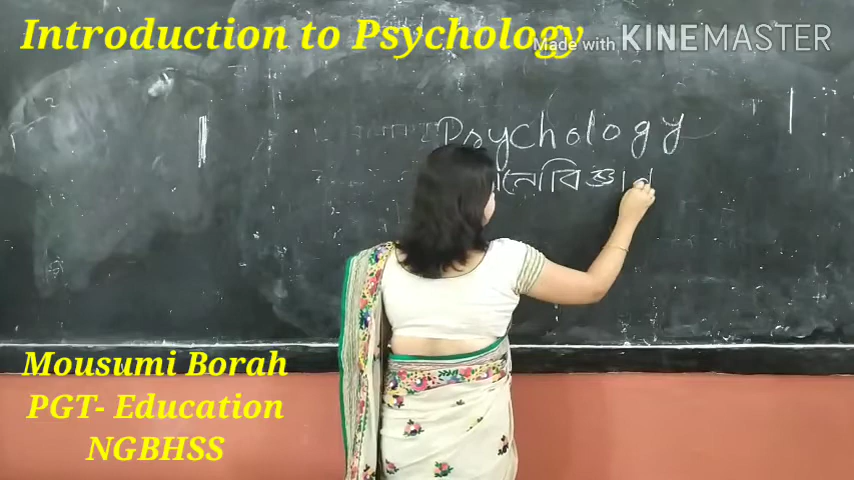 Introduction to Psychology
Made with KINEMASTER
Psychology
Mousumi Borah
PGT- Education
NGBHSS